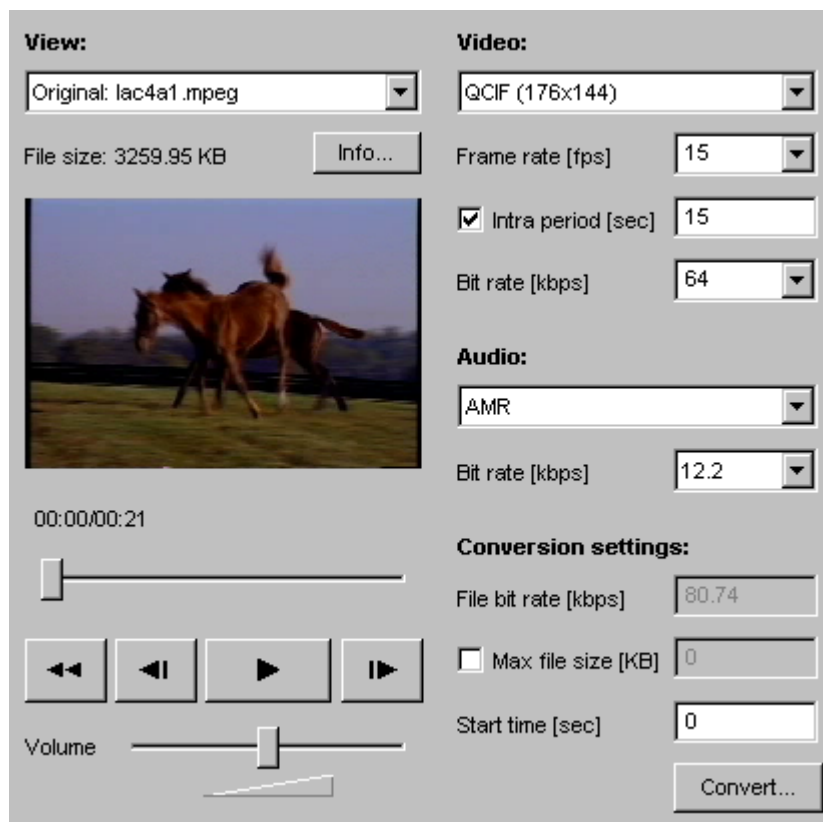 View:
Original: lac4a1.mpeg
File size: 3259.95 KB
Info...
00:00/00:21
Volume
Video:
QCIF (176x144)
Frame rate [fps]
15
Intra period [sec]
15
Bit rate [kbps]
64
Audio:
AMR
Bit rate [kbps]
12.2
Conversion settings:
File bit rate [kbps]
80.74
Max file size [KB]
0
Start time [sec]
0
Convert...